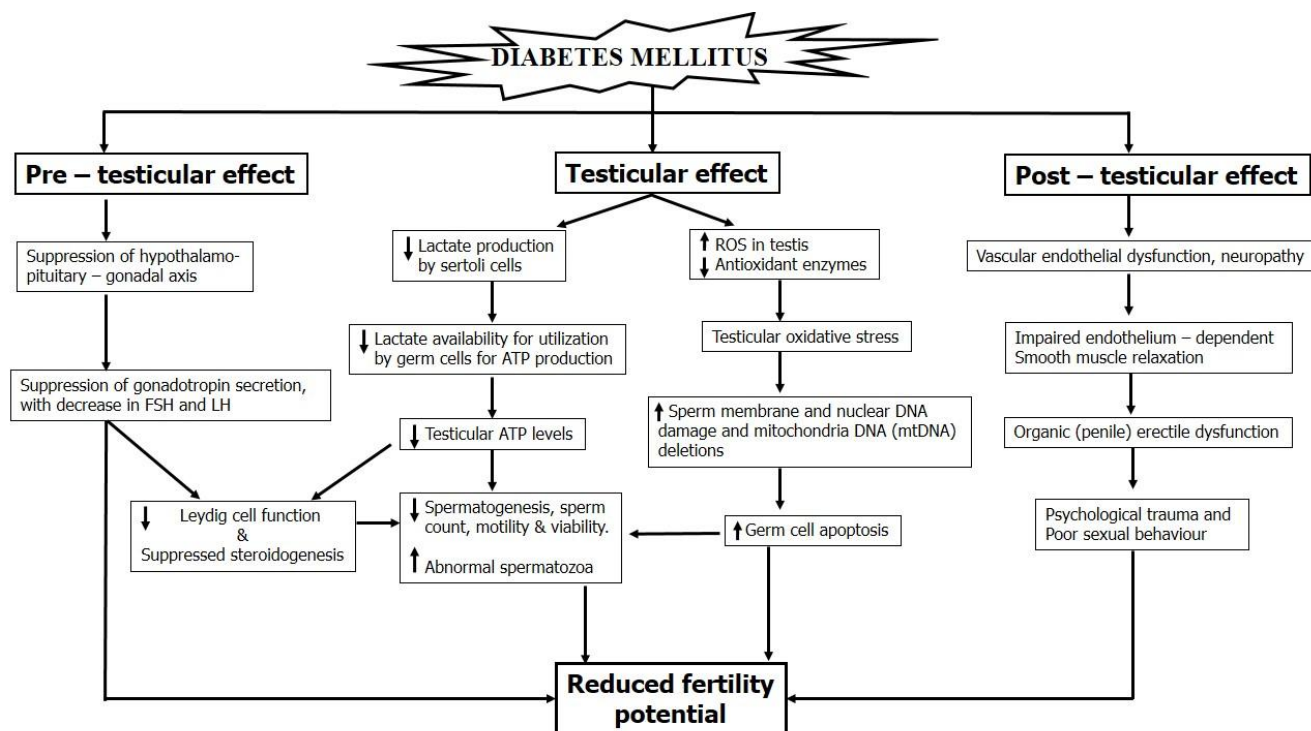 DIABETES MELLITUS
Pre – testicular effect
Testicular effect
Post – testicular effect
Suppression of hypothalamo-
pituitary – gonadal axis
Suppression of gonadotropin secretion,
with decrease in FSH and LH
↓ Lactate production
by sertoli cells
↓ Lactate availability for utilization
by germ cells for ATP production
↓ Testicular ATP levels
↓ Leydig cell function
&
Suppressed steroidogenesis
↓ Spermatogenesis, sperm
count, motility & viability.
↑ Abnormal spermatozoa
↑ ROS in testis
↓ Antioxidant enzymes
Testicular oxidative stress
↑ Sperm membrane and nuclear DNA
damage and mitochondria DNA (mtDNA)
deletions
↑ Germ cell apoptosis
Vascular endothelial dysfunction, neuropathy
Impaired endothelium – dependent
Smooth muscle relaxation
Organic (penile) erectile dysfunction
Psychological trauma and
Poor sexual behaviour
Reduced fertility
potential